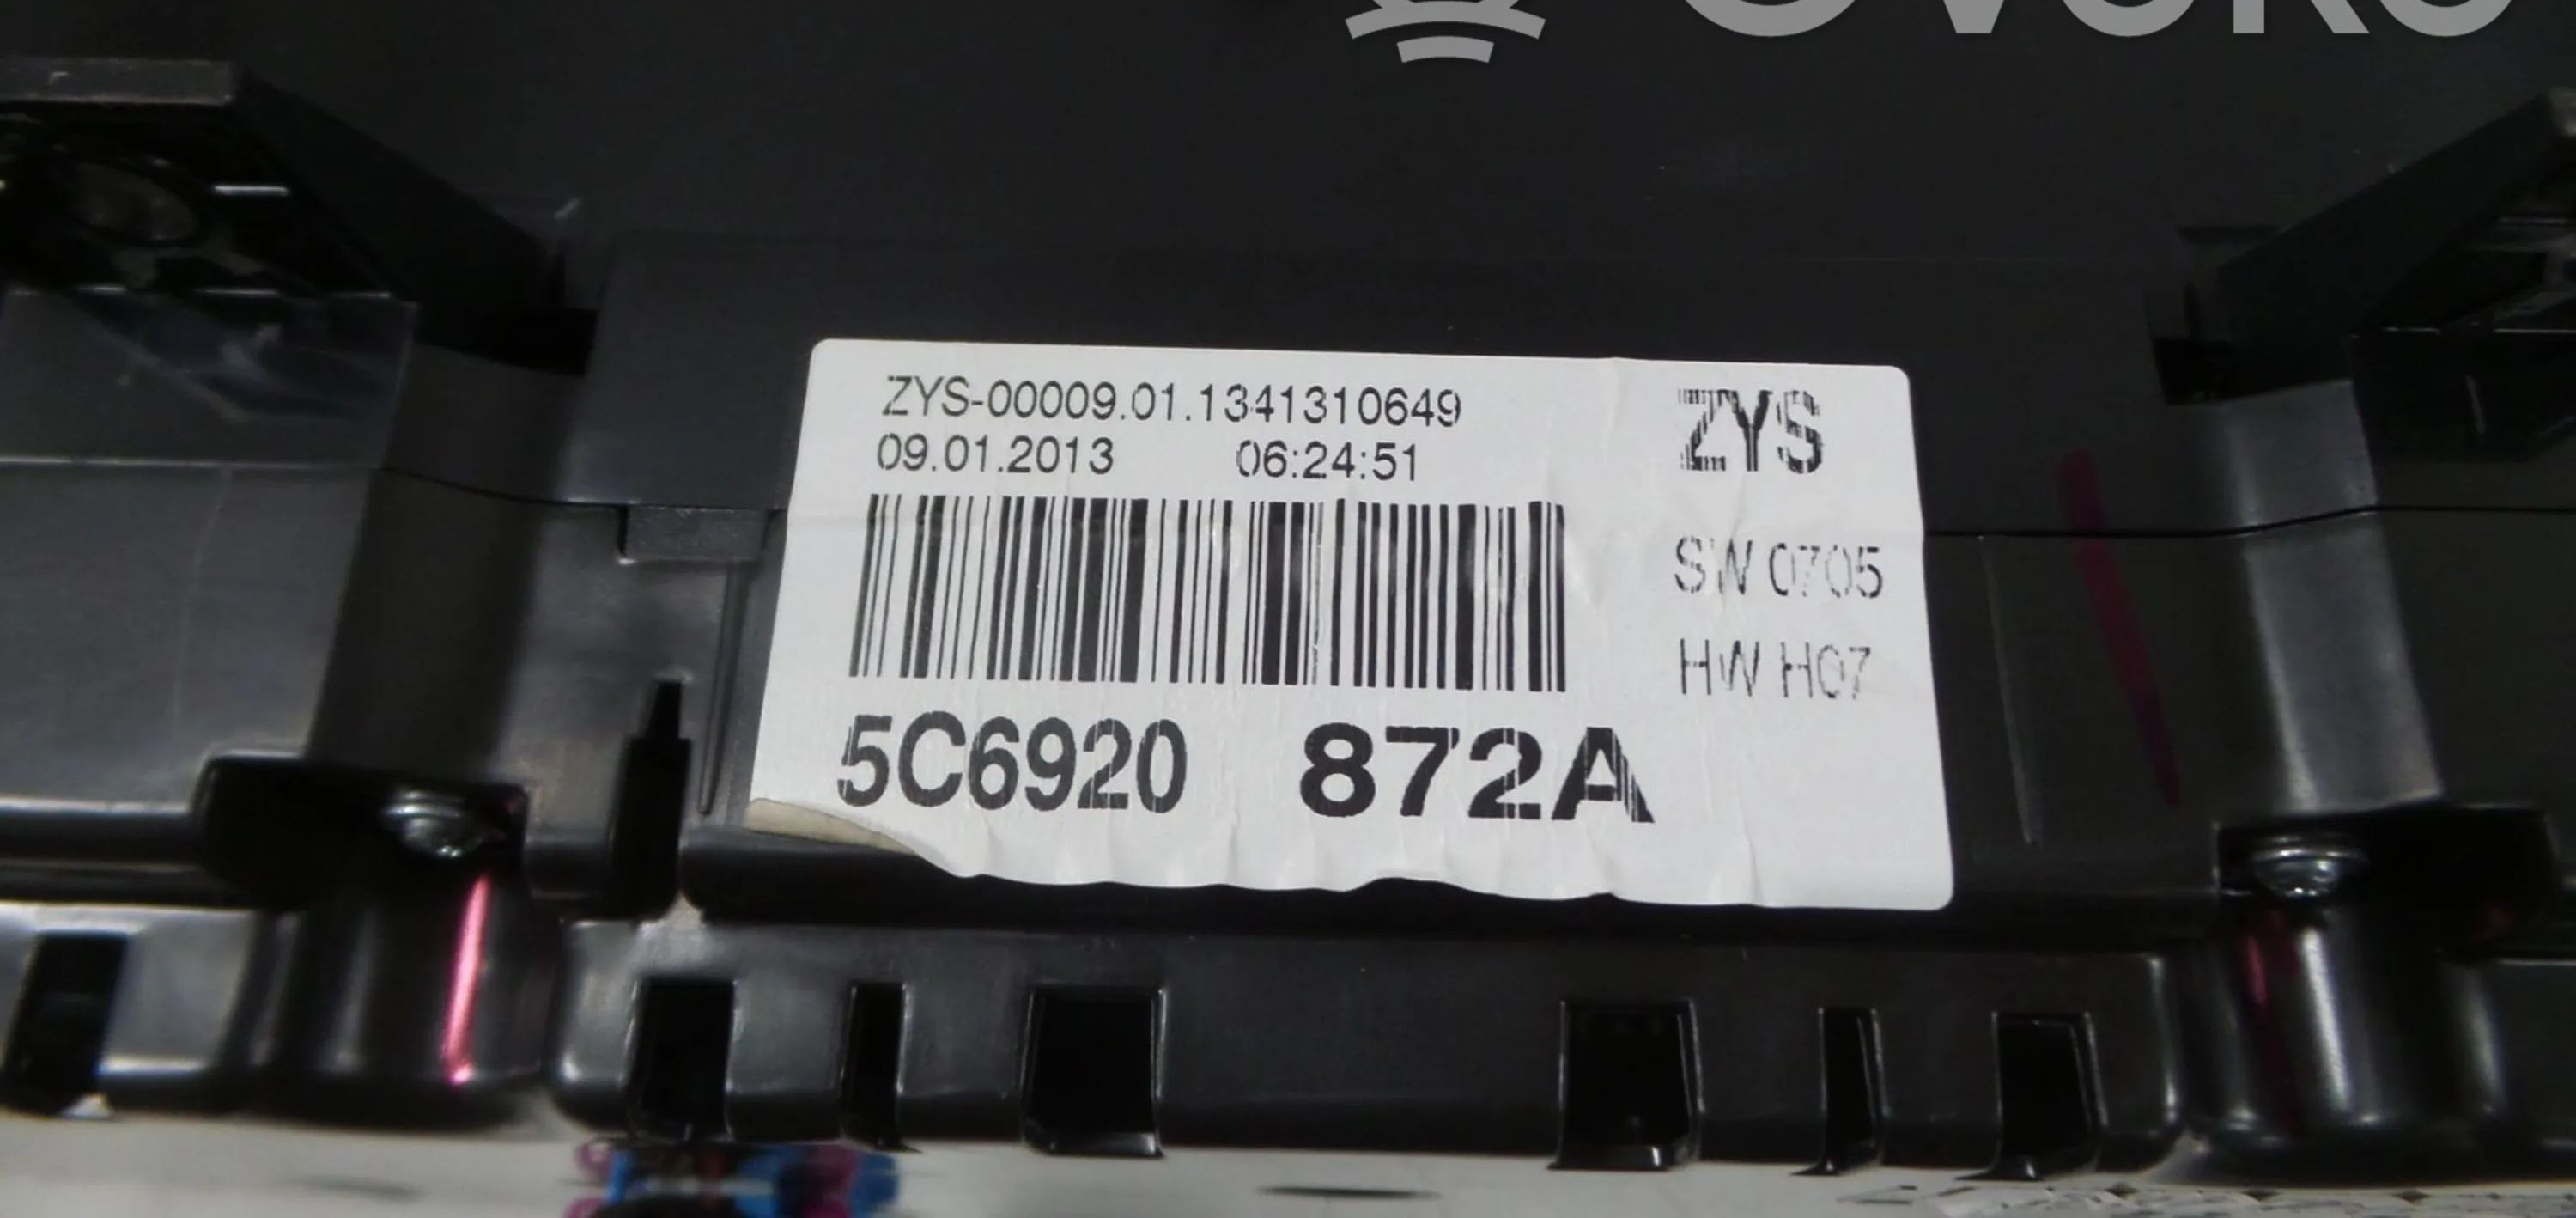 ZYS-00009.01.1341310649
09.01.2013 06:24:51
ZYS
SW 0705
HW H07
5C6920 872A